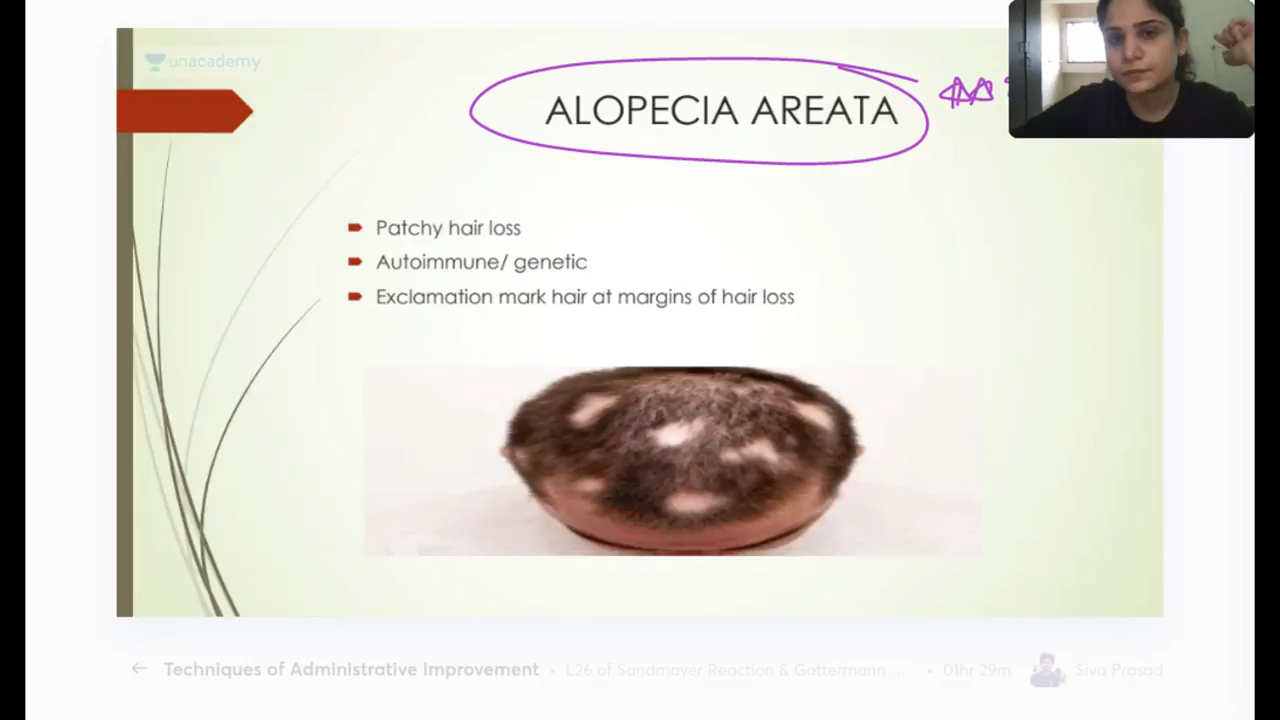 unacademy
ALOPECIA AREATA
Patchy hair loss
Autoimmune/ genetic
Exclamation mark hair at margins of hair loss
← Techniques of Administrative Improvement • L26 of Sandmayer Reaction & Gattermann ... • 01hr 29m Siva Prasad